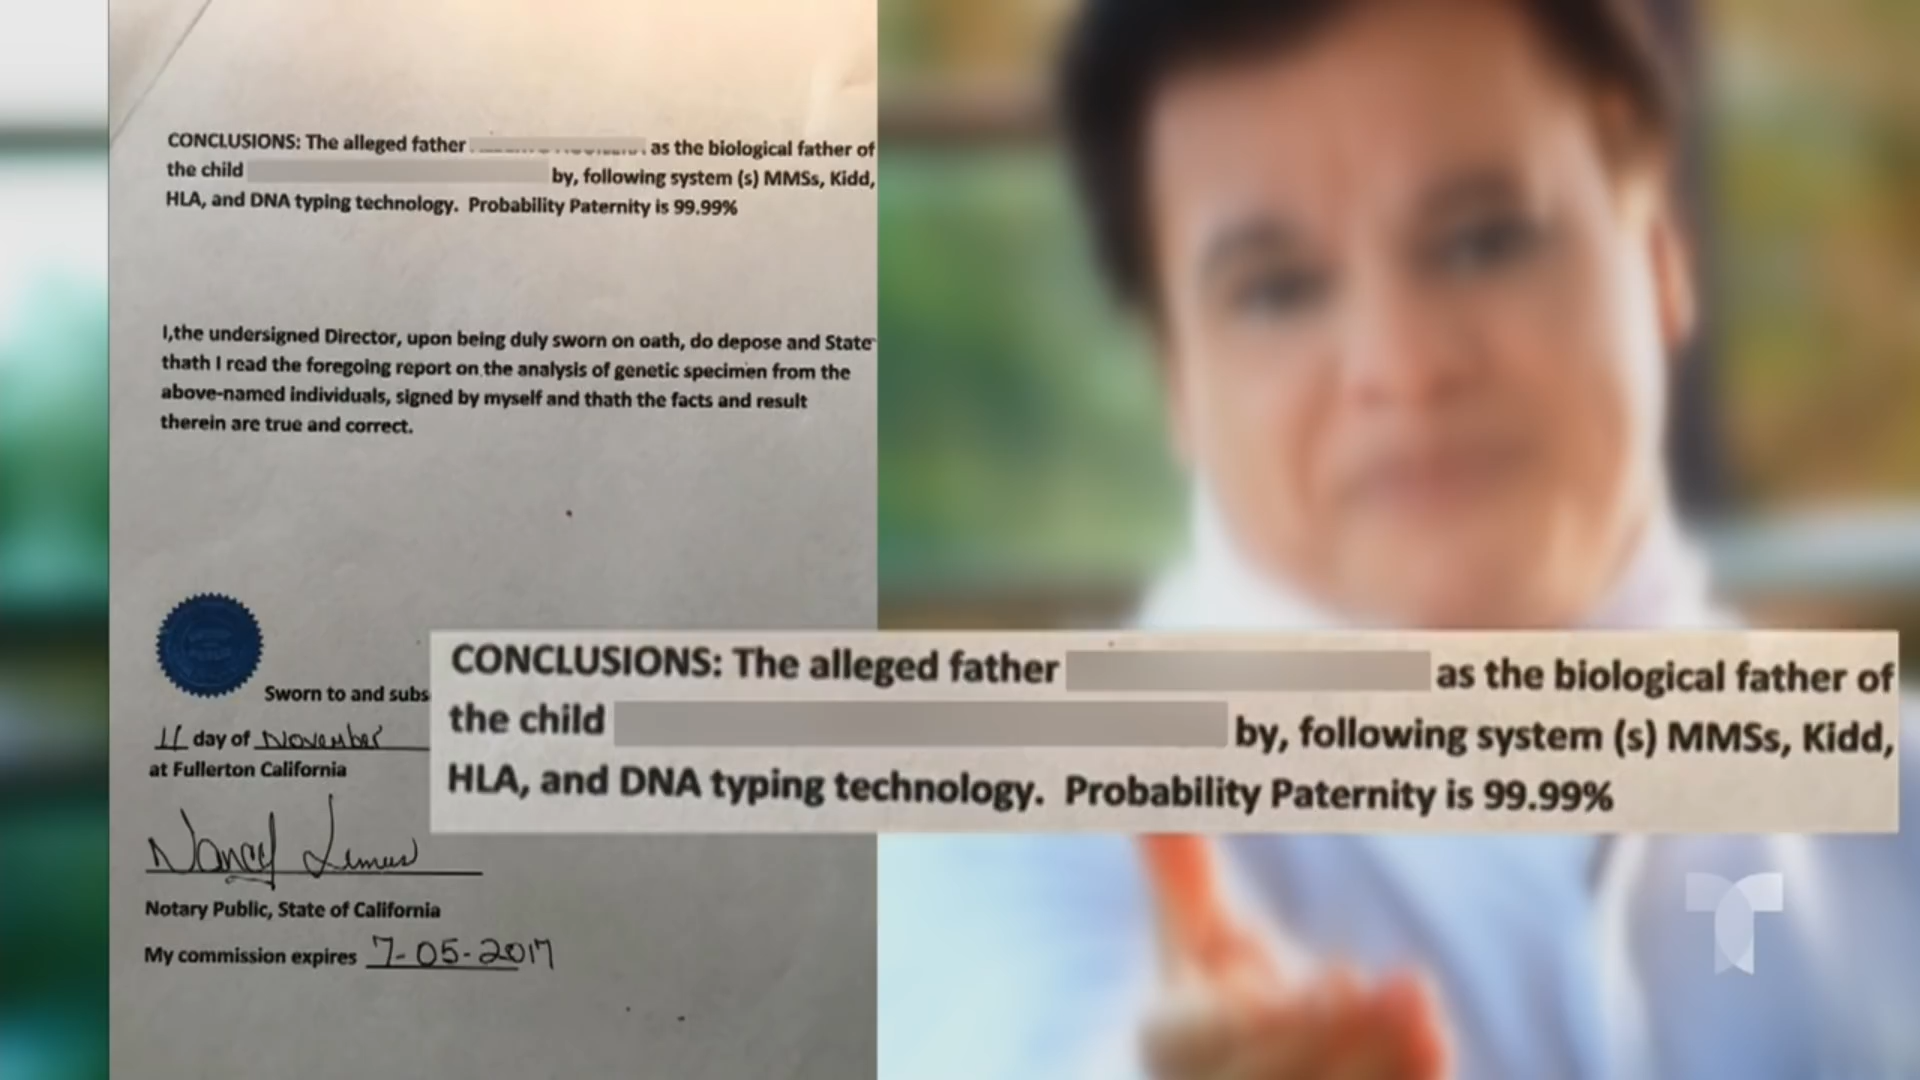 CONCLUSIONS: The alleged father as the biological father of
the child by, following system (s) MMSs, Kidd,
HLA, and DNA typing technology. Probability Paternity is 99.99%
I,the undersigned Director, upon being duly sworn on oath, do depose and State
thath I read the foregoing report on the analysis of genetic specimen from the
above-named individuals, signed by myself and thath the facts and result
therein are true and correct.
Sworn to and subs
11 day of November
at Fullerton California
Nancy Lemus
Notary Public, State of California
My commission expires 7-05-2017
CONCLUSIONS: The alleged father as the biological father of
the child by, following system (s) MMSs, Kidd,
HLA, and DNA typing technology. Probability Paternity is 99.99%